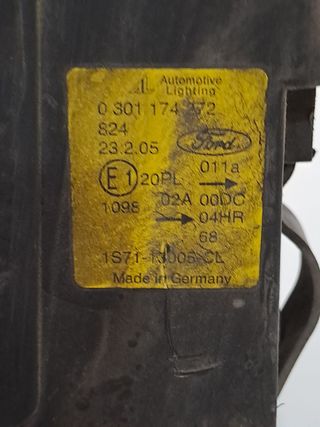 Automotive
Lighting
0 301 174 772
824
23.2.05
Ford
E1
20PL
011a
1098
02A 00DC
04HR
68
1S71-13005-CL
Made in Germany